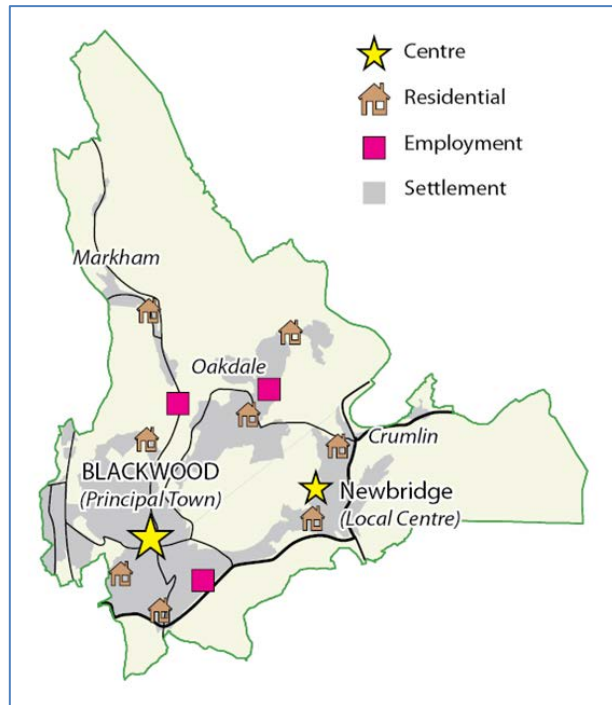 Centre
Residential
Employment
Settlement
Markham
Oakdale
Crumlin
BLACKWOOD
(Principal Town)
Newbridge
(Local Centre)